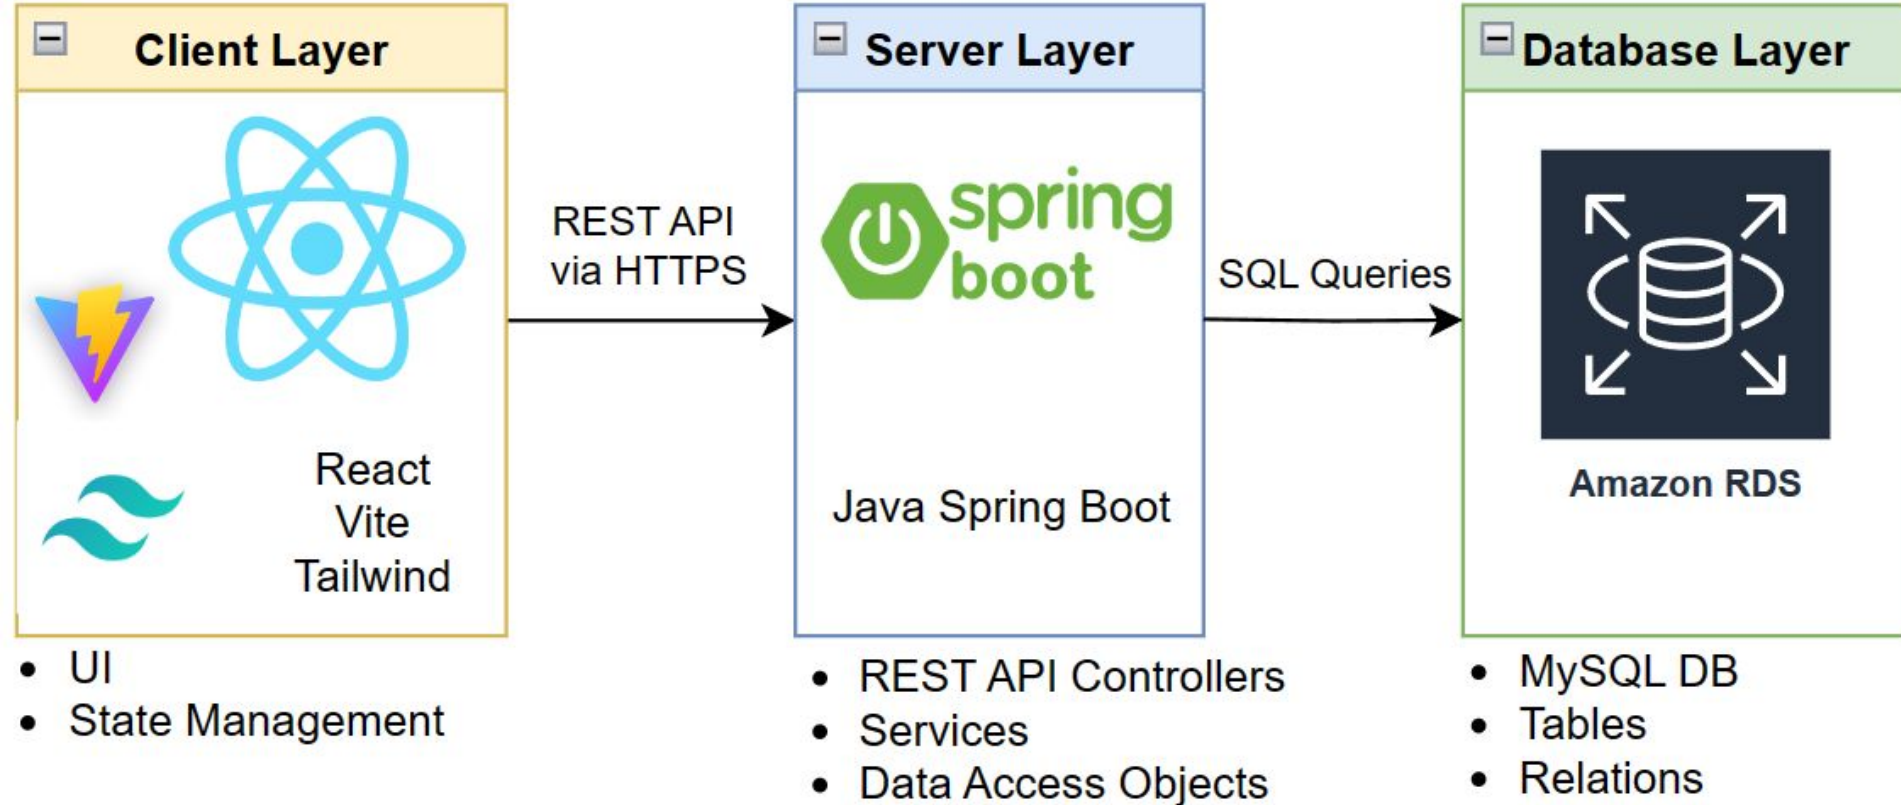 Client Layer
React
Vite
Tailwind
• UI
• State Management
REST API
via HTTPS
Server Layer
spring
boot
Java Spring Boot
• REST API Controllers
• Services
• Data Access Objects
SQL Queries
Database Layer
Amazon RDS
• MySQL DB
• Tables
• Relations